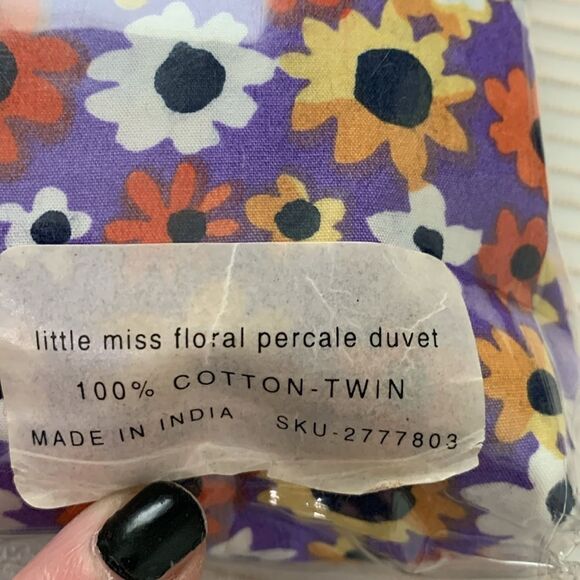 little miss floral percale duvet
100% COTTON-TWIN
MADE IN INDIA SKU-2777803